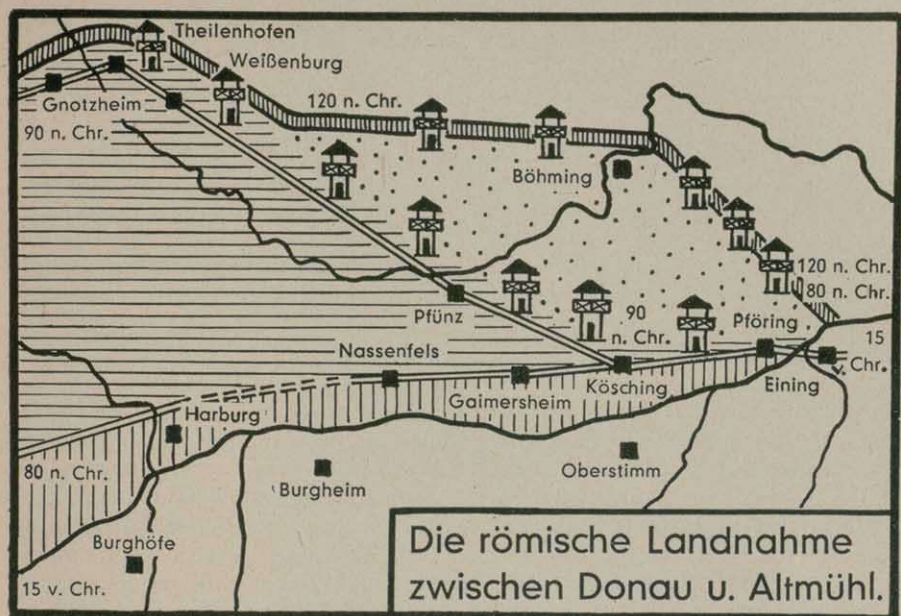 Theilenhofen
Weißenburg
Gnotzheim
120 n. Chr.
90 n. Chr.
Böhming
120 n. Chr.
80 n. Chr.
Pfünz
90
n. Chr.
Pföring
15
v. Chr.
Nassenfels
Gaimersheim
Kösching
Eining
Harburg
80 n. Chr.
Burgheim
Oberstimm
Burghöfe
15 v. Chr.
Die römische Landnahme
zwischen Donau u. Altmühl.